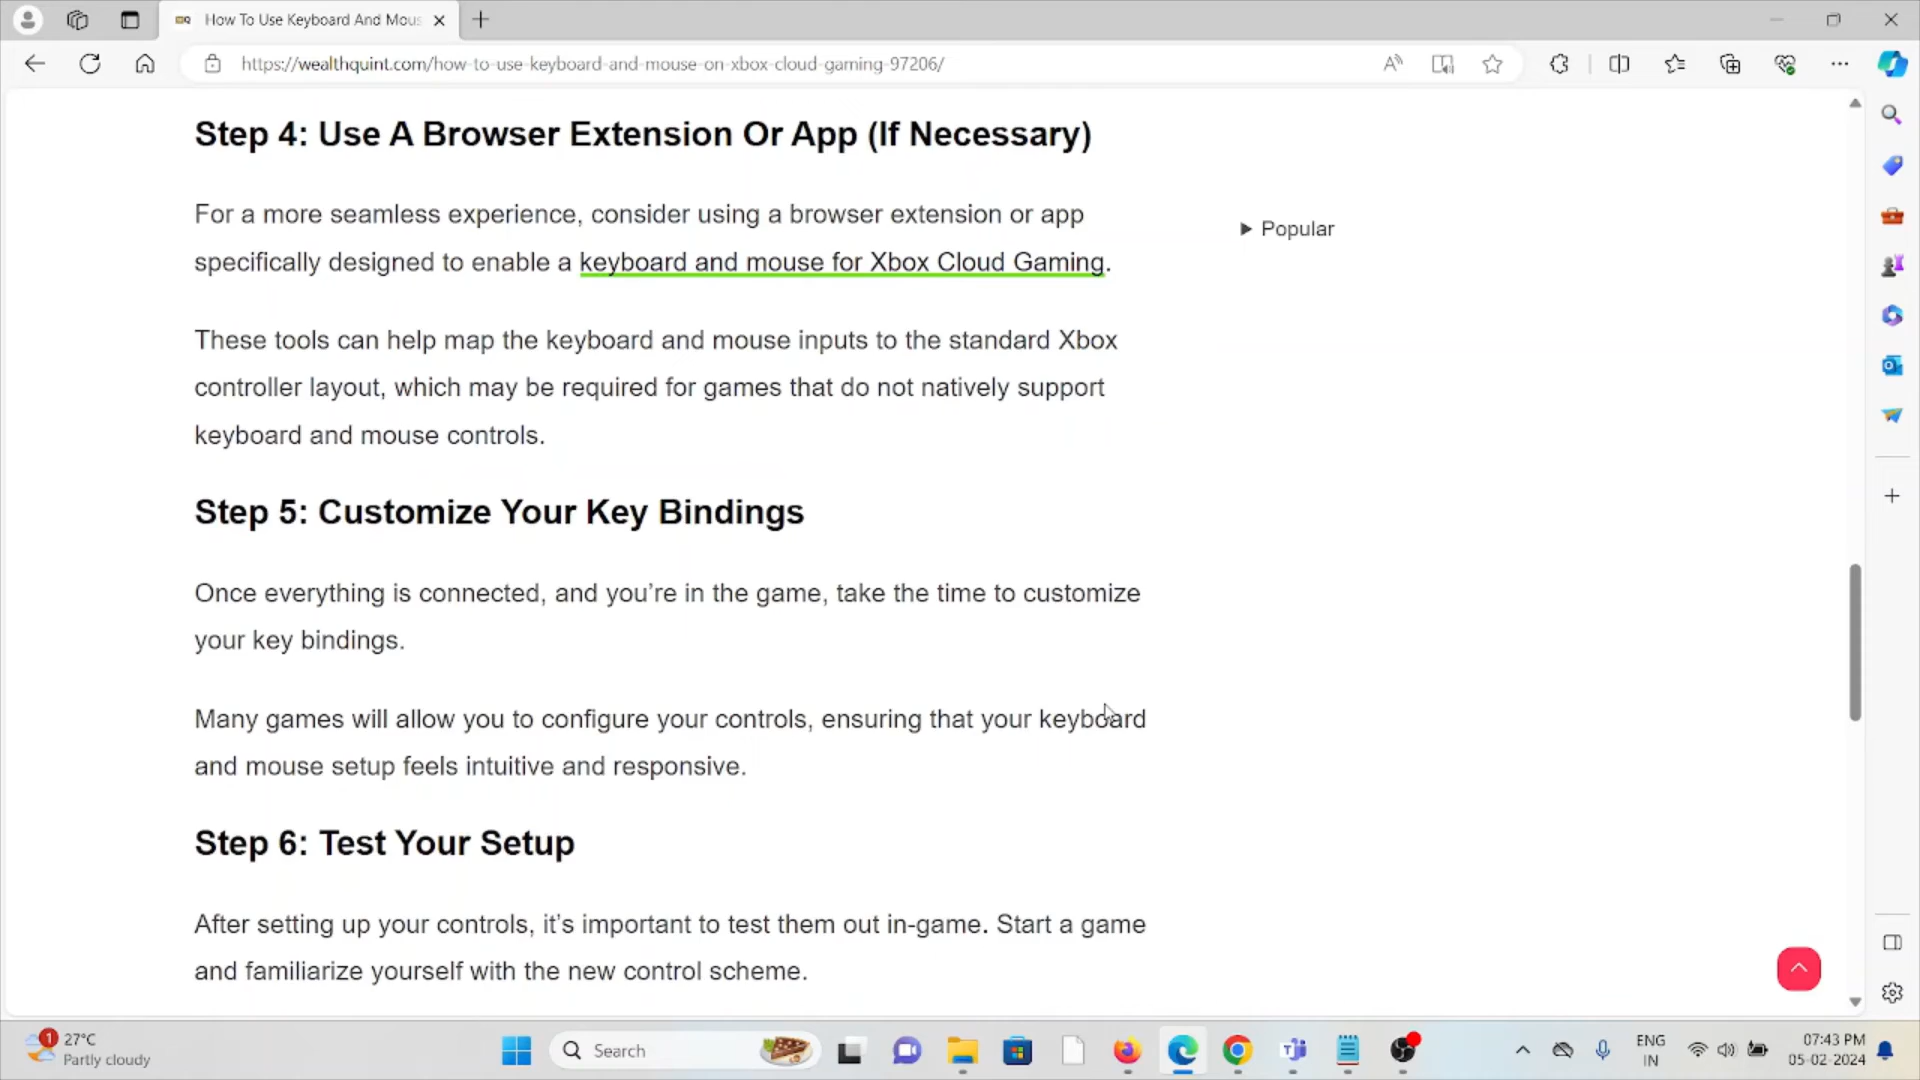 How To Use Keyboard And Mous
https://wealthquint.com/how-to-use-keyboard-and-mouse-on-xbox-cloud-gaming-97206/
Step 4: Use A Browser Extension Or App (If Necessary)
For a more seamless experience, consider using a browser extension or app
specifically designed to enable a keyboard and mouse for Xbox Cloud Gaming.
Popular
These tools can help map the keyboard and mouse inputs to the standard Xbox
controller layout, which may be required for games that do not natively support
keyboard and mouse controls.
Step 5: Customize Your Key Bindings
Once everything is connected, and you’re in the game, take the time to customize
your key bindings.
Many games will allow you to configure your controls, ensuring that your keyboard
and mouse setup feels intuitive and responsive.
Step 6: Test Your Setup
After setting up your controls, it’s important to test them out in-game. Start a game
and familiarize yourself with the new control scheme.
1
27°C
Partly cloudy
Search
ENG
IN
07:43 PM
05-02-2024